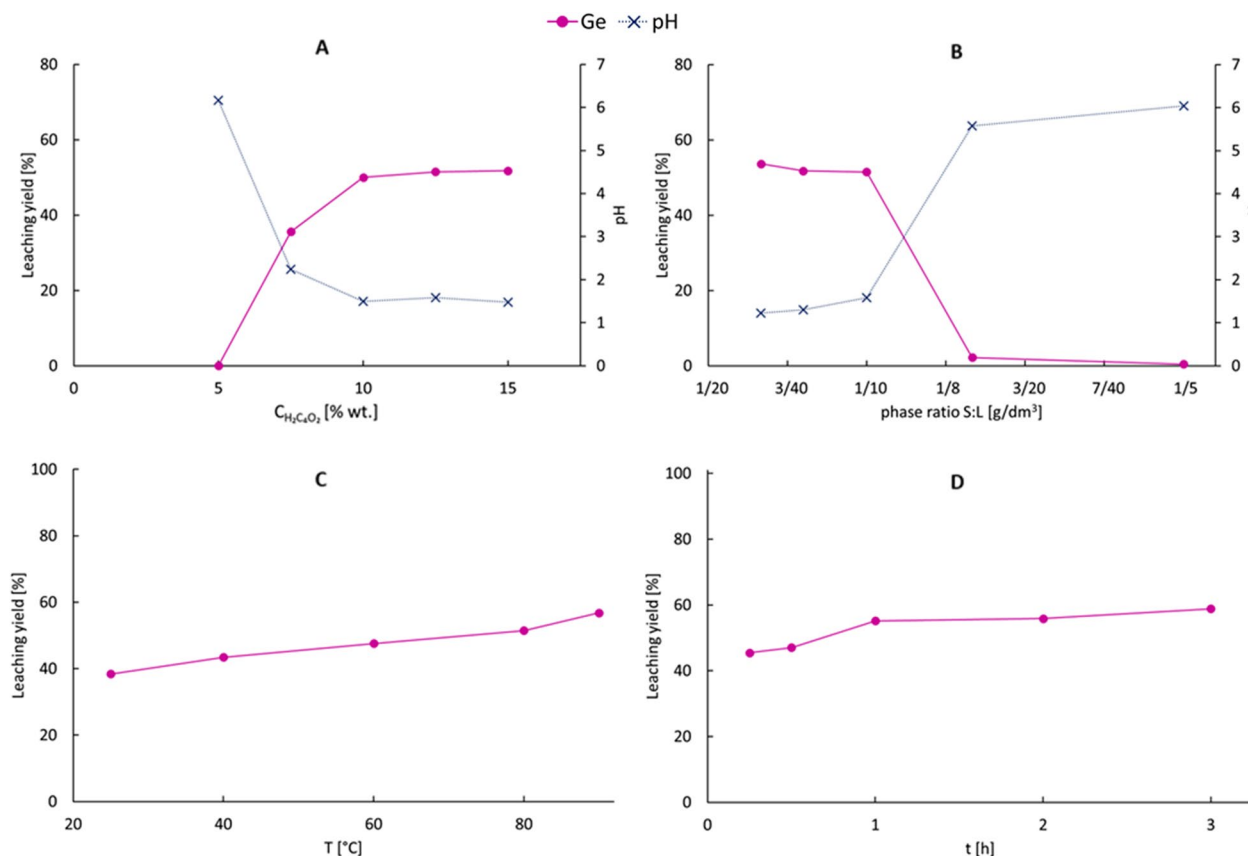 Ge pH
A
80
60
40
20
0
Leaching yield [%]
7
6
5
4
3
2
1
0
pH
0 5 10 15
C_H₂C₄O₂ [% wt.]
B
80
60
40
20
0
Leaching yield [%]
7
6
5
4
3
2
1
0
1/20 3/40 1/10 1/8 3/20 7/40 1/5
phase ratio S:L [g/dm³]
C
100
80
60
40
20
0
Leaching yield [%]
20 40 60 80
T [°C]
D
100
80
60
40
20
0
Leaching yield [%]
0 1 2 3
t [h]